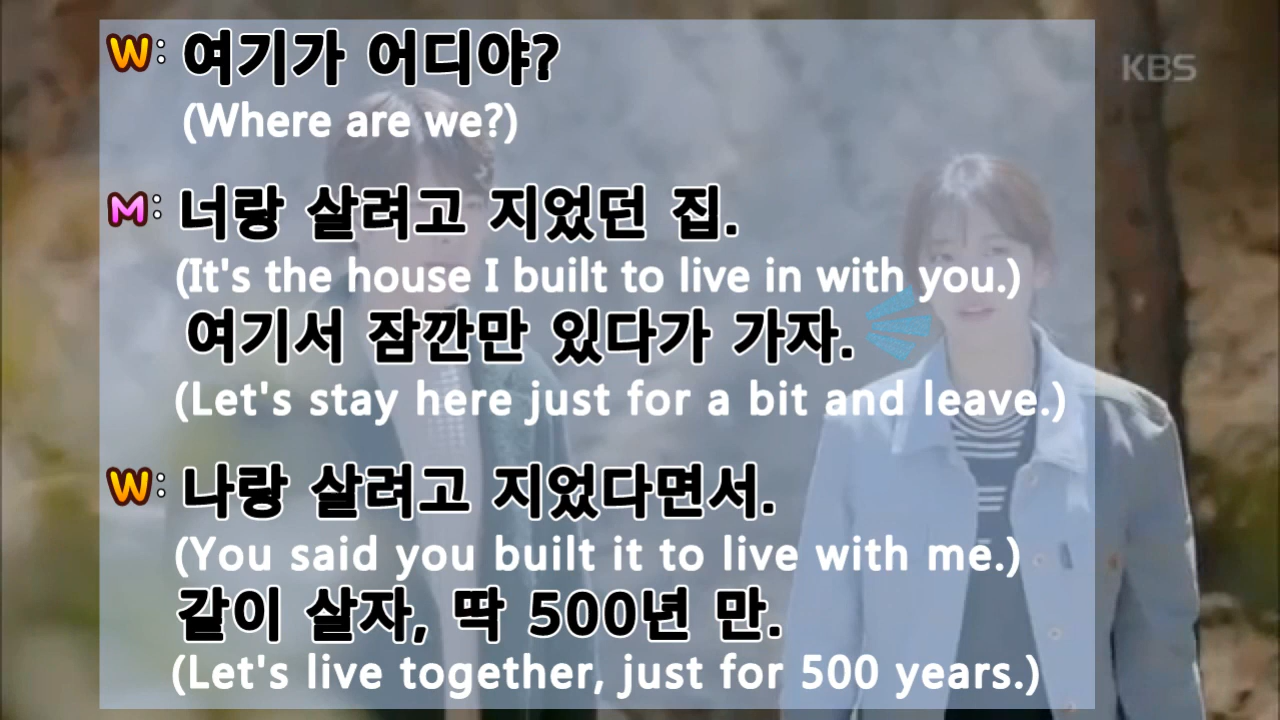 KBS
W: 여기가 어디야?
(Where are we?)
M: 너랑 살려고 지었던 집.
(It's the house I built to live in with you.)
여기서 잠깐만 있다가 가자.
(Let's stay here just for a bit and leave.)
W: 나랑 살려고 지었다면서.
(You said you built it to live with me.)
같이 살자, 딱 500년 만.
(Let's live together, just for 500 years.)